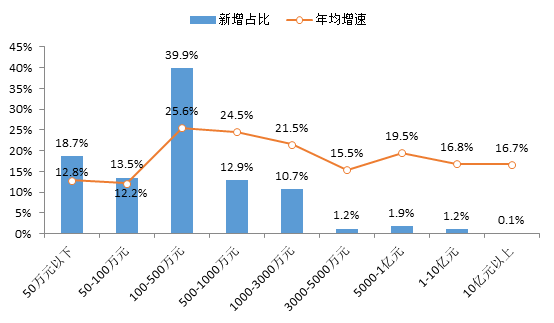 新增占比 年均增速
45%
40%
35%
30%
25%
20%
15%
10%
5%
0%
18.7% 13.5% 39.9% 12.9% 10.7% 1.2% 1.9% 1.2% 0.1%
12.8% 12.2% 25.6% 24.5% 21.5% 15.5% 19.5% 16.8% 16.7%
50万元以下
50-100万元
100-500万元
500-1000万元
1000-3000万元
3000-5000万元
5000-1亿元
1-10亿元
10亿元以上